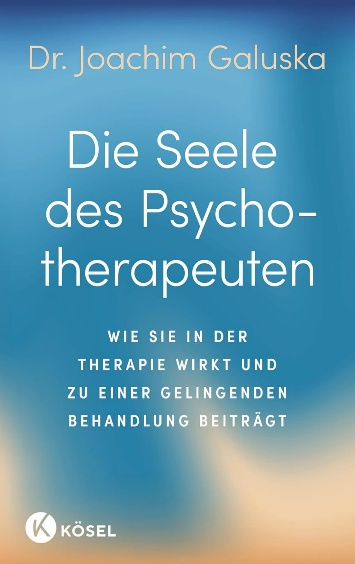 Dr. Joachim Galuska
Die Seele
des Psycho-
therapeuten
WIE SIE IN DER
THERAPIE WIRKT UND
ZU EINER GELINGENDEN
BEHANDLUNG BEITRÄGT
K KÖSEL